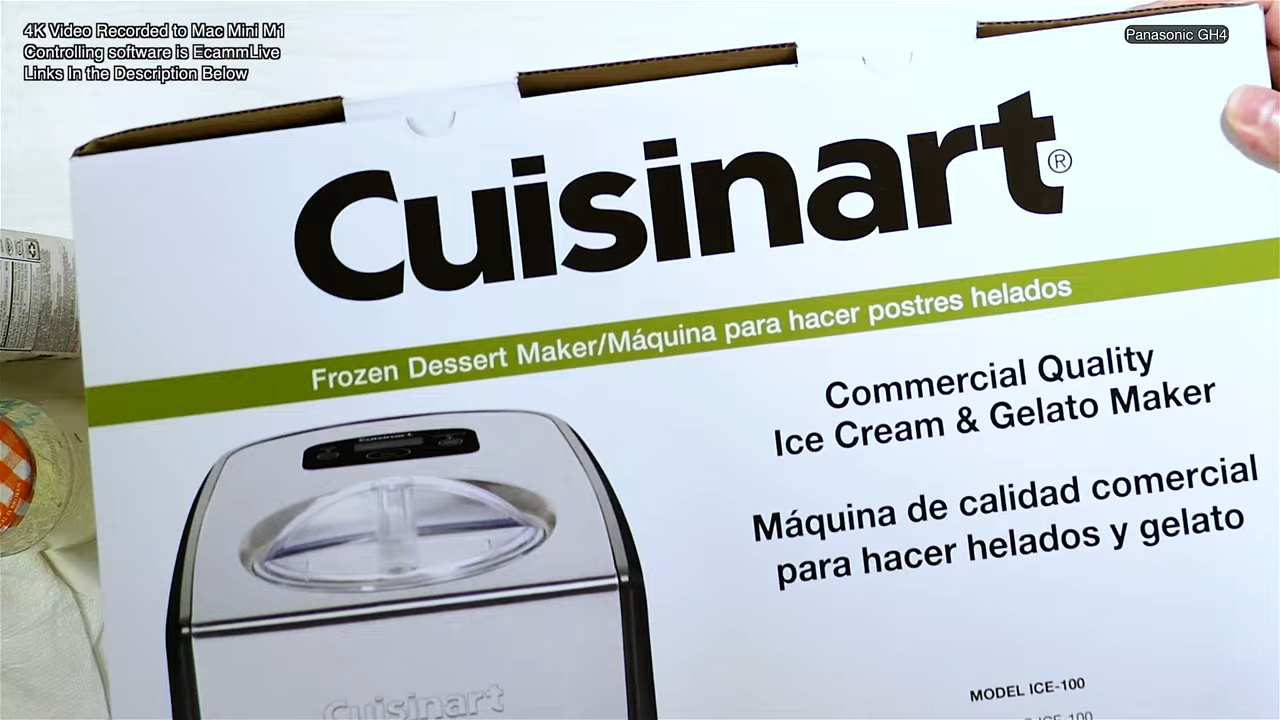 4K Video Recorded to Mac Mini M1
Controlling software is EcammLive
Links In the Description Below
Panasonic GH4
Cuisinart®
Frozen Dessert Maker/Máquina para hacer postres helados
Commercial Quality
Ice Cream & Gelato Maker
Máquina de calidad comercial
para hacer helados y gelato
Cuisinart
Cuisinart
MODEL ICE-100
ICE-100